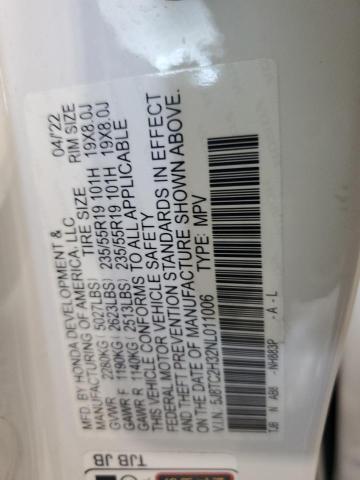 MFD. BY HONDA DEVELOPMENT & 04/22
MANUFACTURING OF AMERICA, LLC
TIRE SIZE RIM SIZE
GVWR 2280KG (5027LBS)
GAWR F 1190KG (2623LBS) 235/55R19 101H 19X8.0J
GAWR R 1140KG (2513LBS) 235/55R19 101H 19X8.0J
THIS VEHICLE CONFORMS TO ALL APPLICABLE
FEDERAL MOTOR VEHICLE SAFETY
AND THEFT PREVENTION STANDARDS IN EFFECT
ON THE DATE OF MANUFACTURE SHOWN ABOVE.
V.I.N. 5J8TC2H32NL011006 TYPE: MPV
TJB N AB8 -NH883P - A - L
TJB JB